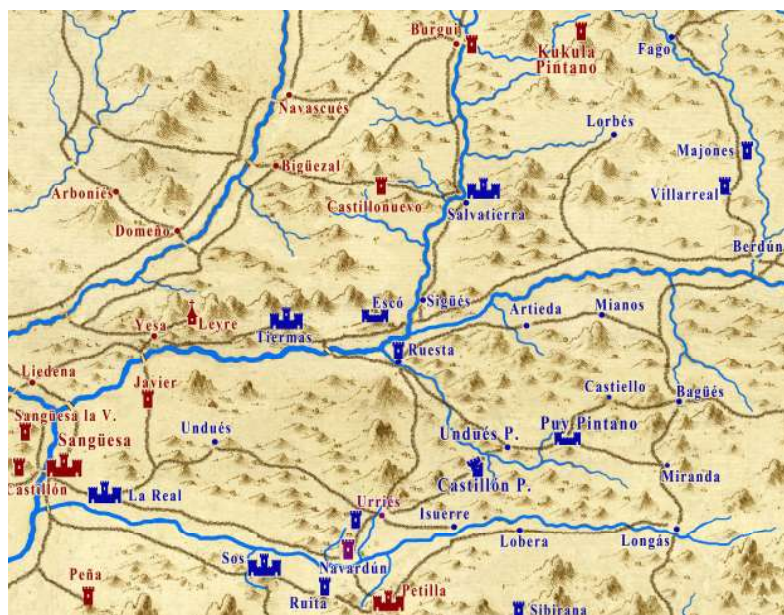 Burgui
Kukula
Pintano
Fago
Navascués
Lorbés
Majones
Bigüezal
Arboniés
Castillonuevo
Villarreal
Salvatierra
Domeño
Berdún
Escó
Sigüés
Leyre
Tiermas
Yesa
Artieda
Mianos
Ruesta
Liedena
Javier
Castiello
Bagüés
Sangüesa la V.
Undués
Puy Pintano
Sangüesa
Undués P.
Castillón
La Real
Castillón P.
Miranda
Urries
Isuerre
Lobera
Longás
Sos
Navardún
Peña
Ruita
Petilla
Sibirana